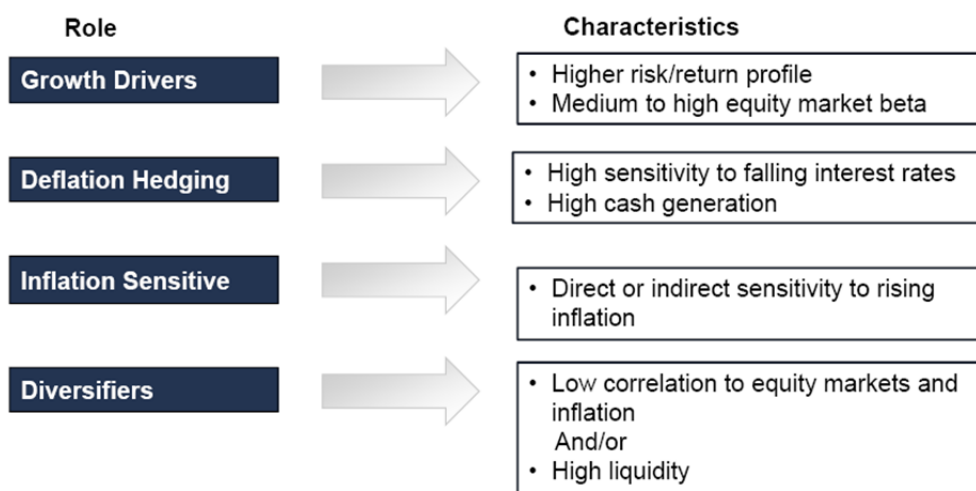 Role
Characteristics
Growth Drivers
• Higher risk/return profile
• Medium to high equity market beta
Deflation Hedging
• High sensitivity to falling interest rates
• High cash generation
Inflation Sensitive
• Direct or indirect sensitivity to rising
inflation
Diversifiers
• Low correlation to equity markets and
inflation
And/or
• High liquidity